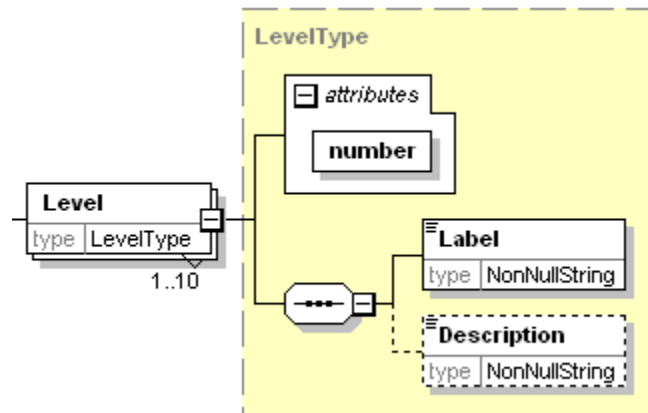 LevelType
attributes
number
Level
type LevelType
1..10
Label
type NonNullString
Description
type NonNullString